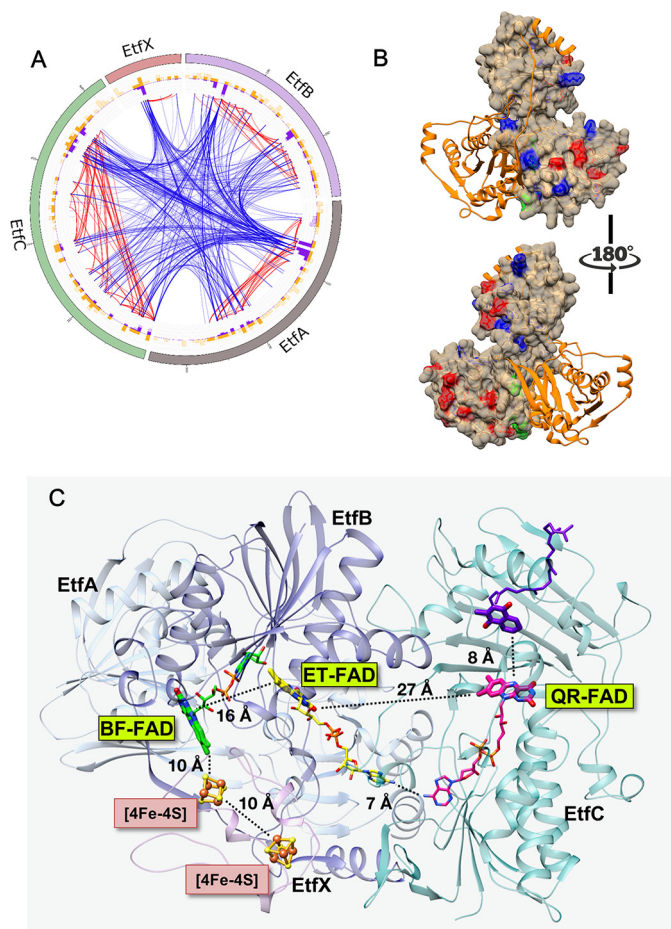 A
EtfX
EtfB
EtfC
EtfA
B
180°
C
EtfB
EtfA
8 Å
ET-FAD
27 Å
QR-FAD
16 Å
BF-FAD
10 Å
10 Å
7 Å
[4Fe-4S]
EtfC
[4Fe-4S]
EtfX